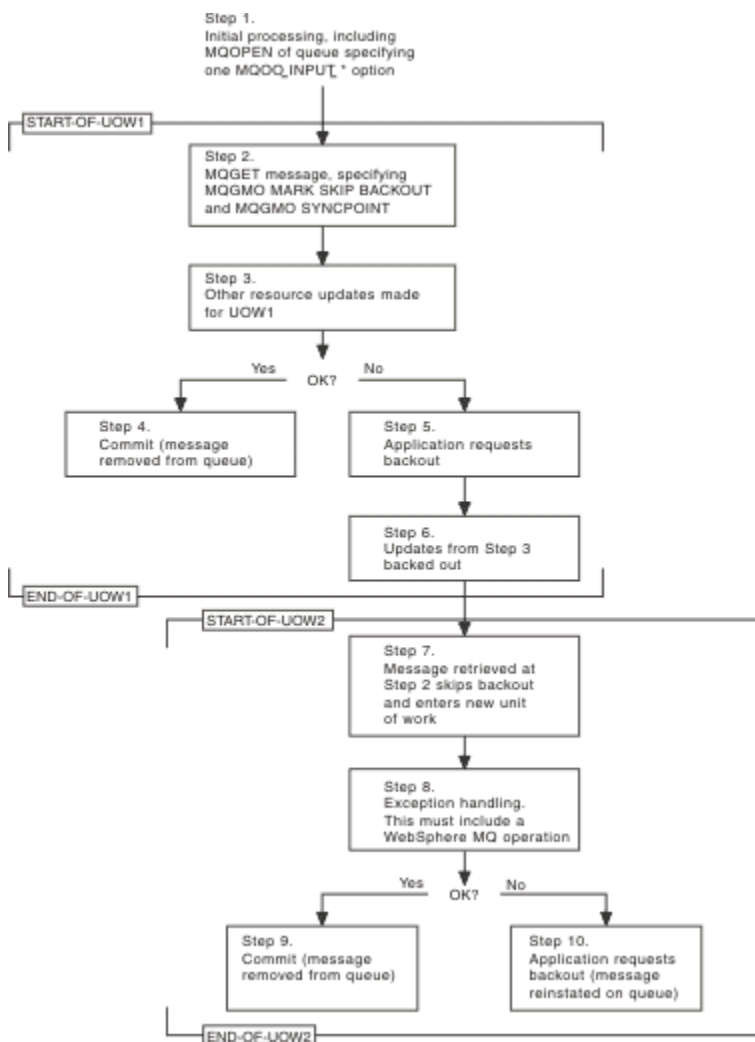 Step 1.
Initial processing, including
MQOPEN of queue specifying
one MQOO_INPUT_* option
START-OF-UOW1
Step 2.
MQGET message, specifying
MQGMO MARK SKIP BACKOUT
and MQGMO SYNCPOINT
Step 3.
Other resource updates made
for UOW1
Yes
OK?
No
Step 4.
Commit (message
removed from queue)
Step 5.
Application requests
backout
Step 6.
Updates from Step 3
backed out
END-OF-UOW1
START-OF-UOW2
Step 7.
Message retrieved at
Step 2 skips backout
and enters new unit
of work
Step 8.
Exception handling.
This must include a
WebSphere MQ operation
Yes
OK?
No
Step 9.
Commit (message
removed from queue)
Step 10.
Application requests
backout (message
reinstated on queue)
END-OF-UOW2